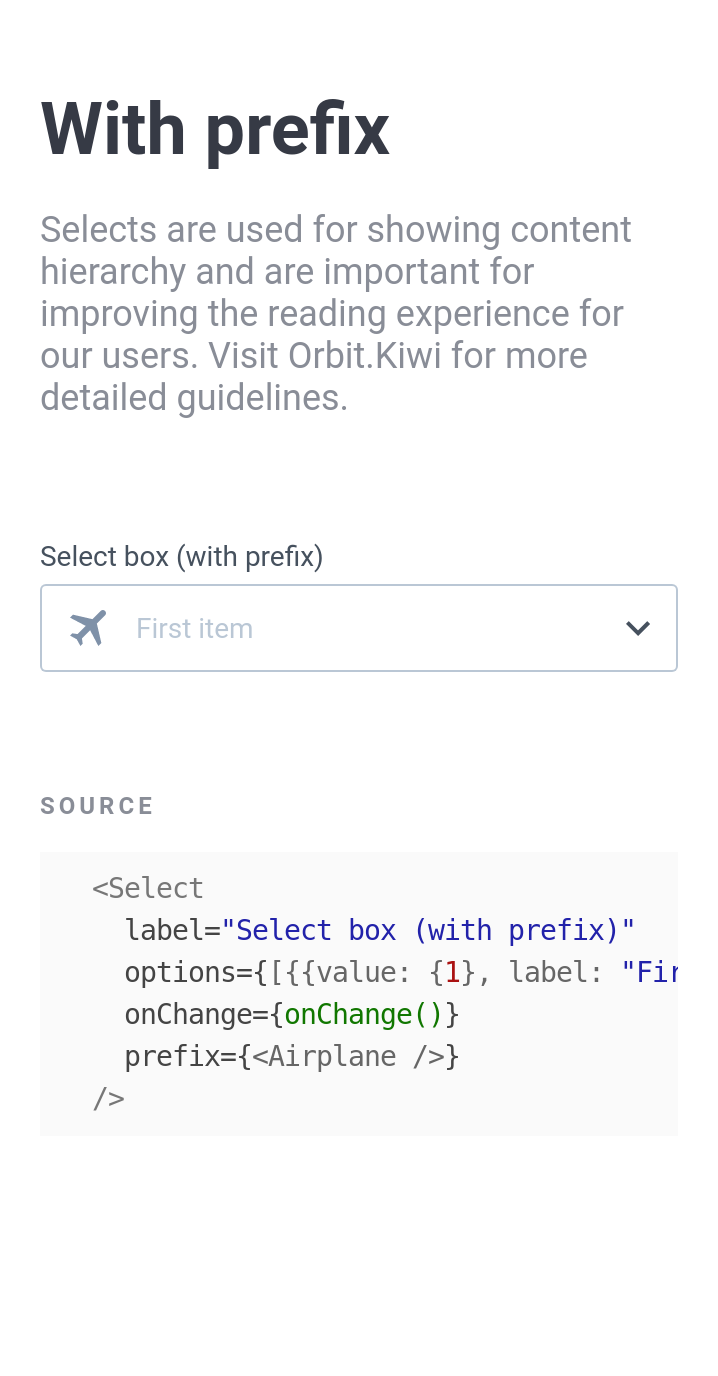 With prefix
Selects are used for showing content
hierarchy and are important for
improving the reading experience for
our users. Visit Orbit.Kiwi for more
detailed guidelines.
Select box (with prefix)
First item
SOURCE
<Select
  label="Select box (with prefix)"
  options={[{{value: {1}, label: "Fir
  onChange={onChange()}
  prefix={<Airplane />}
/>